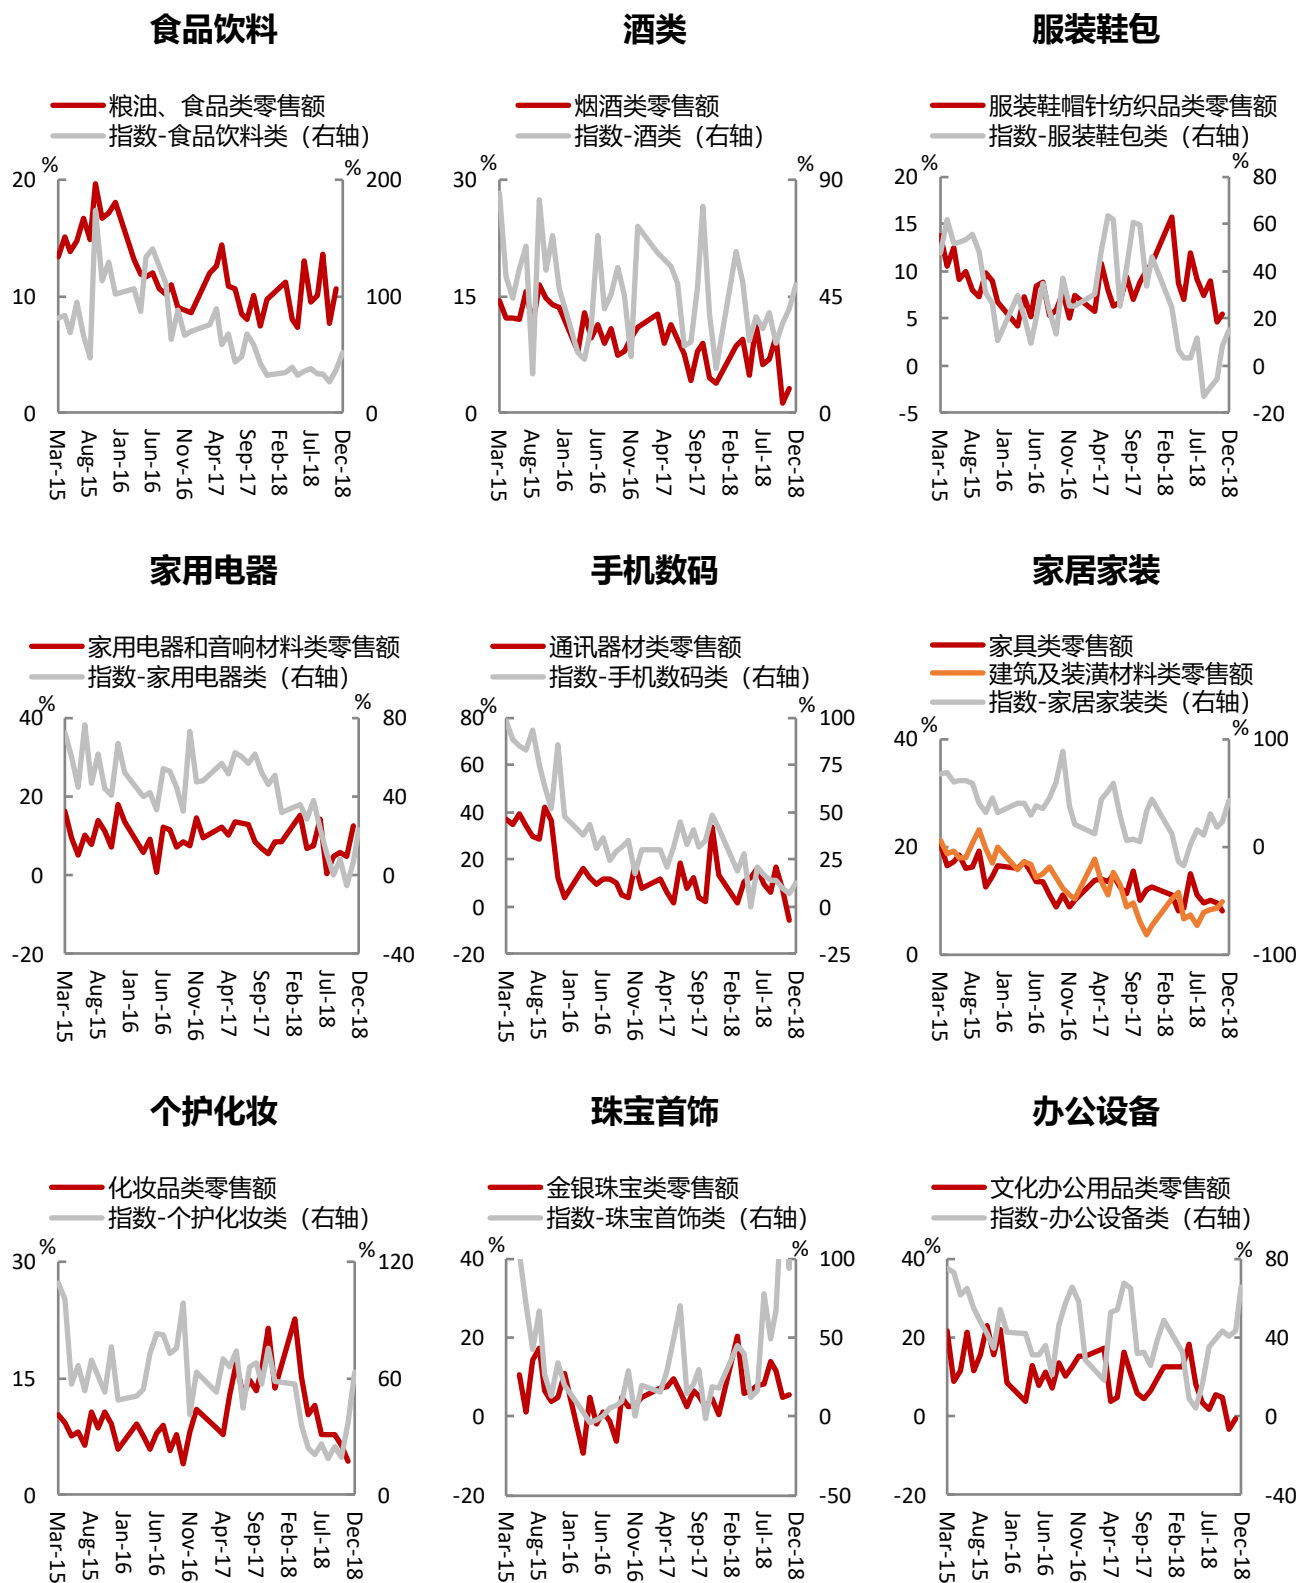 食品饮料
粮油、食品类零售额
指数-食品饮料类（右轴）
%
%
20
10
0
200
100
0
Mar-15
Aug-15
Jan-16
Jun-16
Nov-16
Apr-17
Sep-17
Feb-18
Jul-18
Dec-18
酒类
烟酒类零售额
指数-酒类（右轴）
%
%
30
15
0
90
45
0
Mar-15
Aug-15
Jan-16
Jun-16
Nov-16
Apr-17
Sep-17
Feb-18
Jul-18
Dec-18
服装鞋包
服装鞋帽针纺织品类零售额
指数-服装鞋包类（右轴）
%
%
20
15
10
5
0
-5
80
60
40
20
0
-20
Mar-15
Aug-15
Jan-16
Jun-16
Nov-16
Apr-17
Sep-17
Feb-18
Jul-18
Dec-18
家用电器
家用电器和音响材料类零售额
指数-家用电器类（右轴）
%
%
40
20
0
-20
80
40
0
-40
Mar-15
Aug-15
Jan-16
Jun-16
Nov-16
Apr-17
Sep-17
Feb-18
Jul-18
Dec-18
手机数码
通讯器材类零售额
指数-手机数码类（右轴）
%
%
80
60
40
20
0
-20
100
75
50
25
0
-25
Mar-15
Aug-15
Jan-16
Jun-16
Nov-16
Apr-17
Sep-17
Feb-18
Jul-18
Dec-18
家居家装
家具类零售额
建筑及装潢材料类零售额
指数-家居家装类（右轴）
%
%
40
20
0
100
0
-100
Mar-15
Aug-15
Jan-16
Jun-16
Nov-16
Apr-17
Sep-17
Feb-18
Jul-18
Dec-18
个护化妆
化妆品类零售额
指数-个护化妆类（右轴）
%
%
30
15
0
120
60
0
Mar-15
Aug-15
Jan-16
Jun-16
Nov-16
Apr-17
Sep-17
Feb-18
Jul-18
Dec-18
珠宝首饰
金银珠宝类零售额
指数-珠宝首饰类（右轴）
%
%
40
20
0
-20
100
50
0
-50
Mar-15
Aug-15
Jan-16
Jun-16
Nov-16
Apr-17
Sep-17
Feb-18
Jul-18
Dec-18
办公设备
文化办公用品类零售额
指数-办公设备类（右轴）
%
%
40
20
0
-20
80
40
0
-40
Mar-15
Aug-15
Jan-16
Jun-16
Nov-16
Apr-17
Sep-17
Feb-18
Jul-18
Dec-18